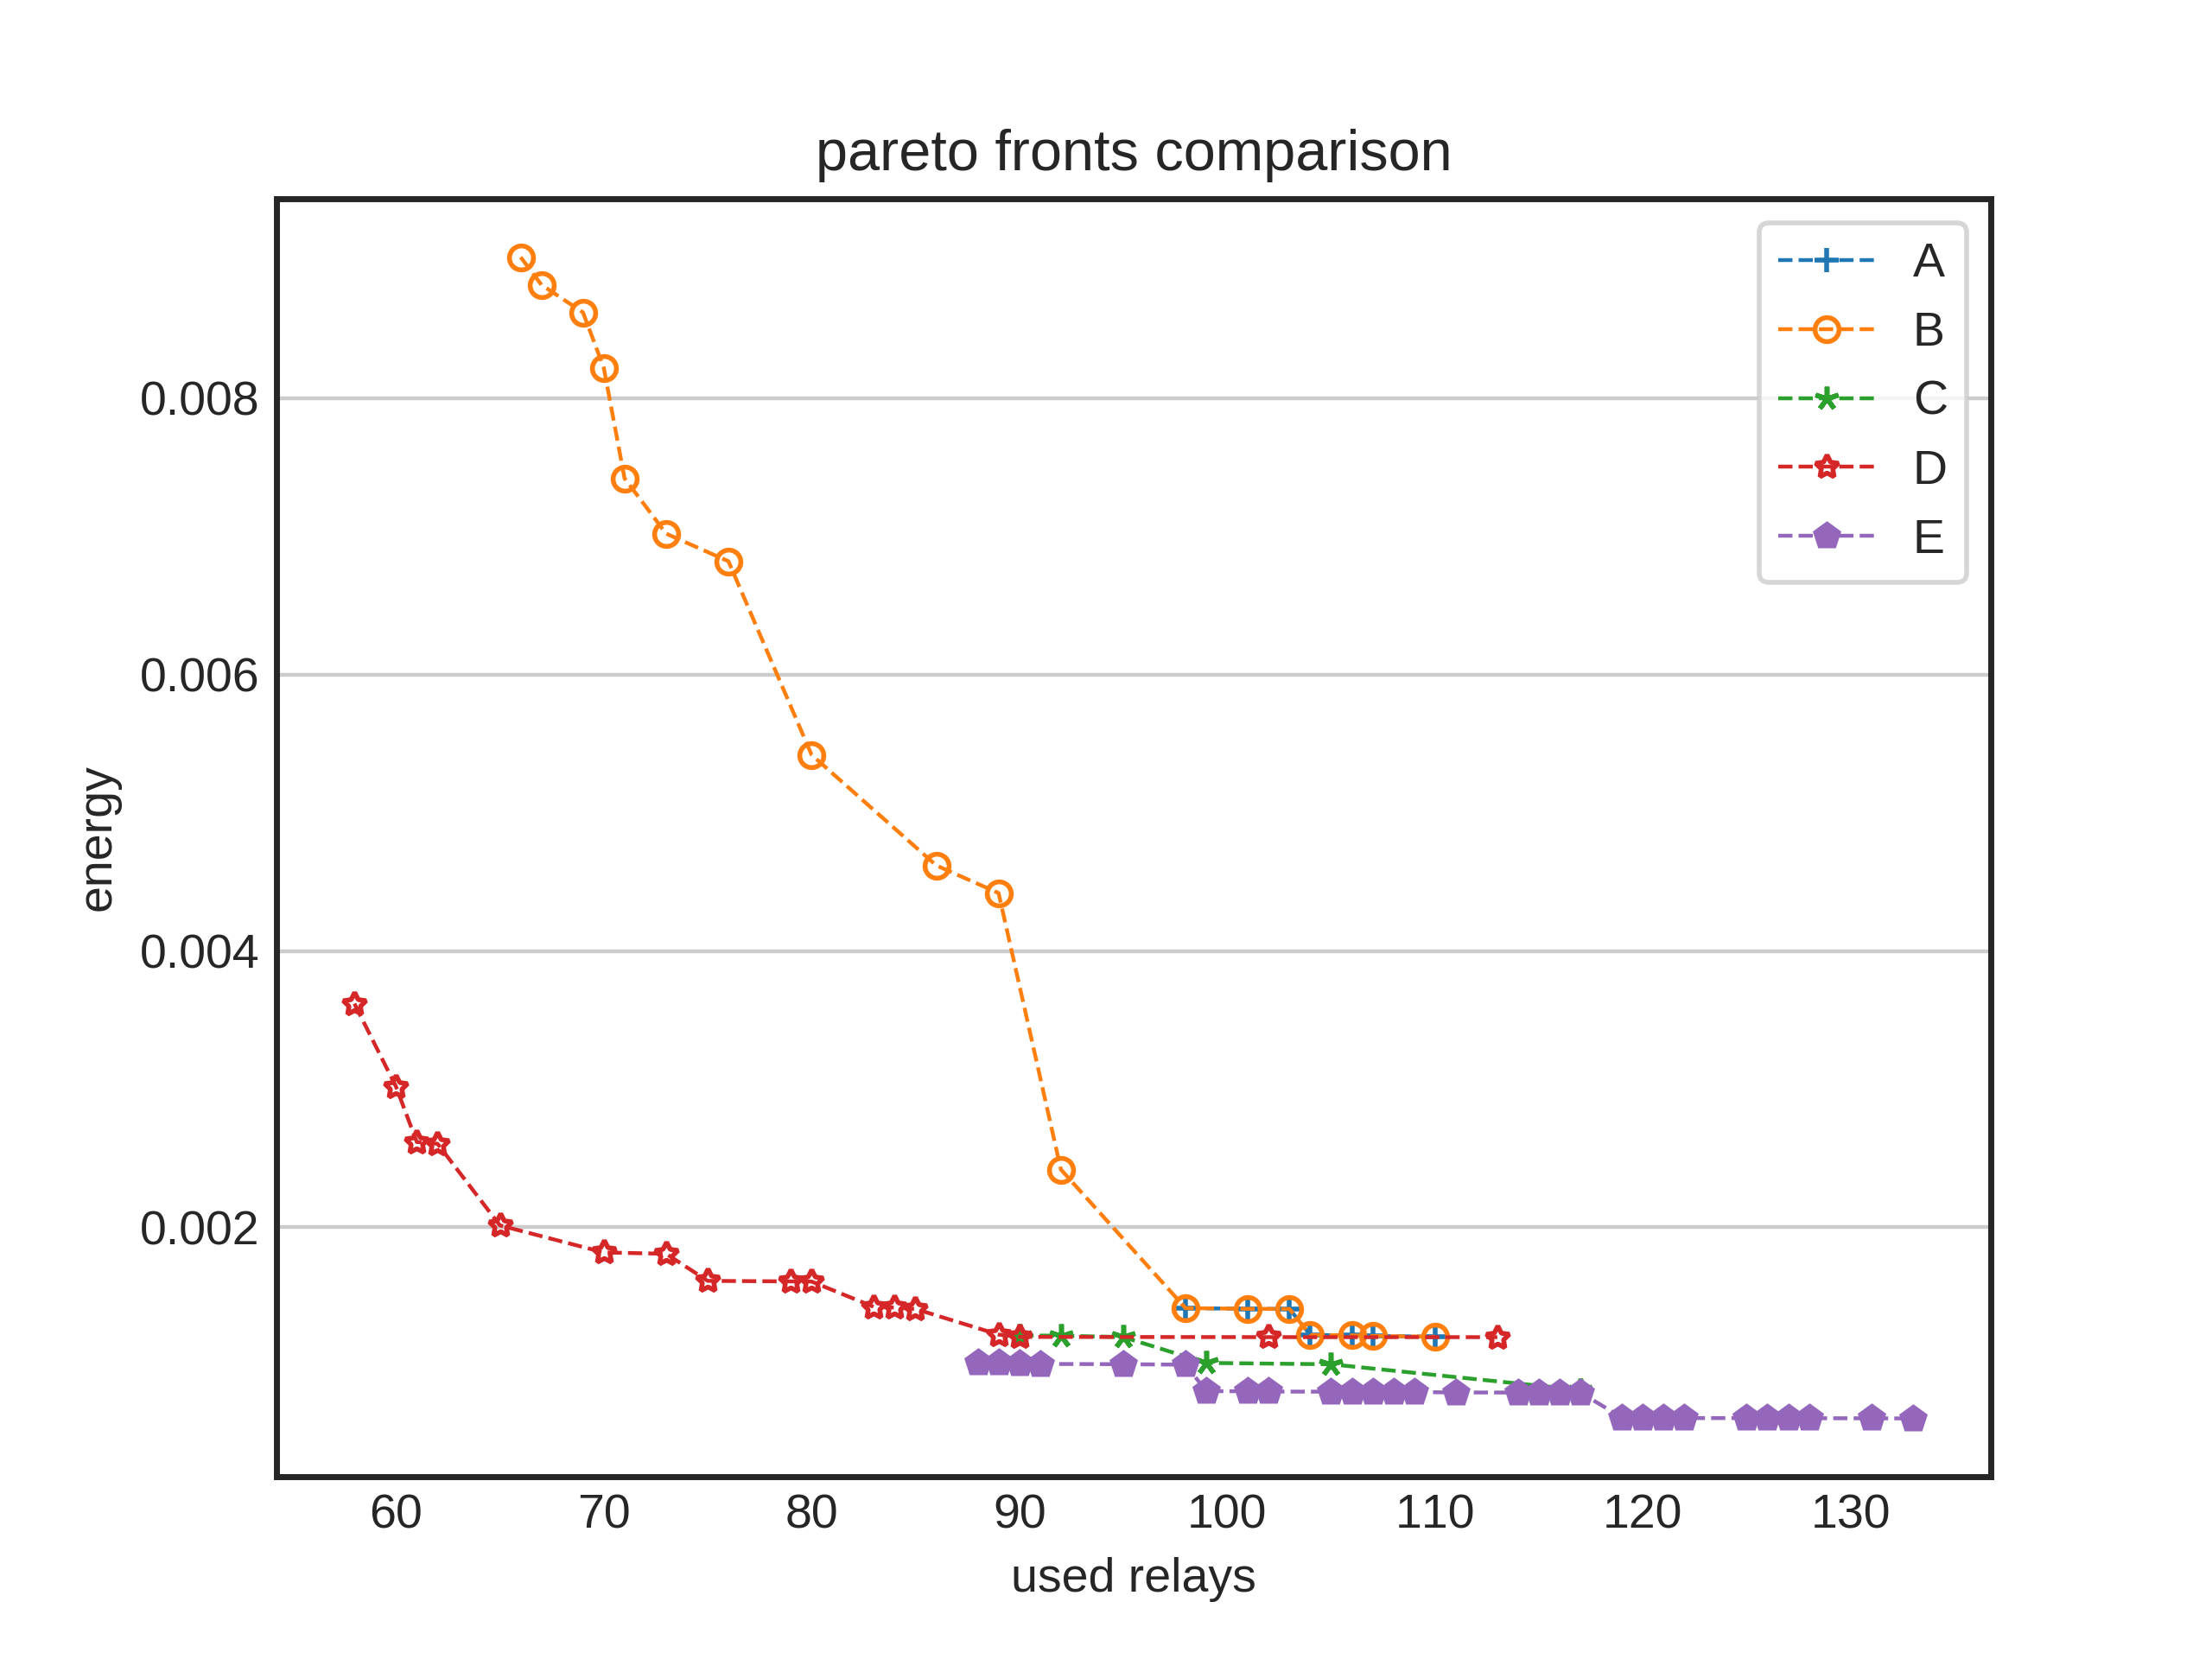 pareto fronts comparison
A
B
C
D
E
0.008
0.006
0.004
0.002
energy
60 70 80 90 100 110 120 130
used relays